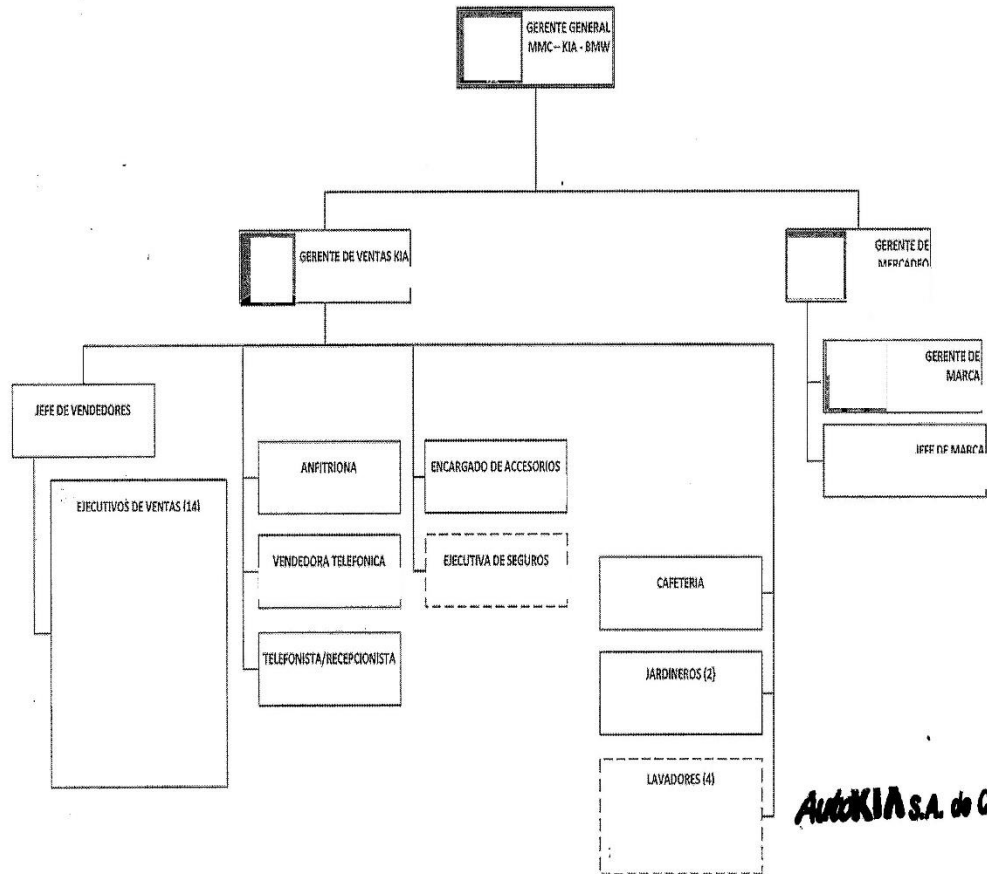 GERENTE GENERAL
MMC – KIA - BMW
GERENTE DE VENTAS KIA
GERENTE DE
MERCADEO
GERENTE DE
MARCA
JEFE DE MARCA
JEFE DE VENDEDORES
EJECUTIVOS DE VENTAS (14)
ANFITRIONA
VENDEDORA TELEFONICA
TELEFONISTA/RECEPCIONISTA
ENCARGADO DE ACCESORIOS
EJECUTIVA DE SEGUROS
CAFETERIA
JARDINEROS (2)
LAVADORES (4)
AutoKIA S.A. de C